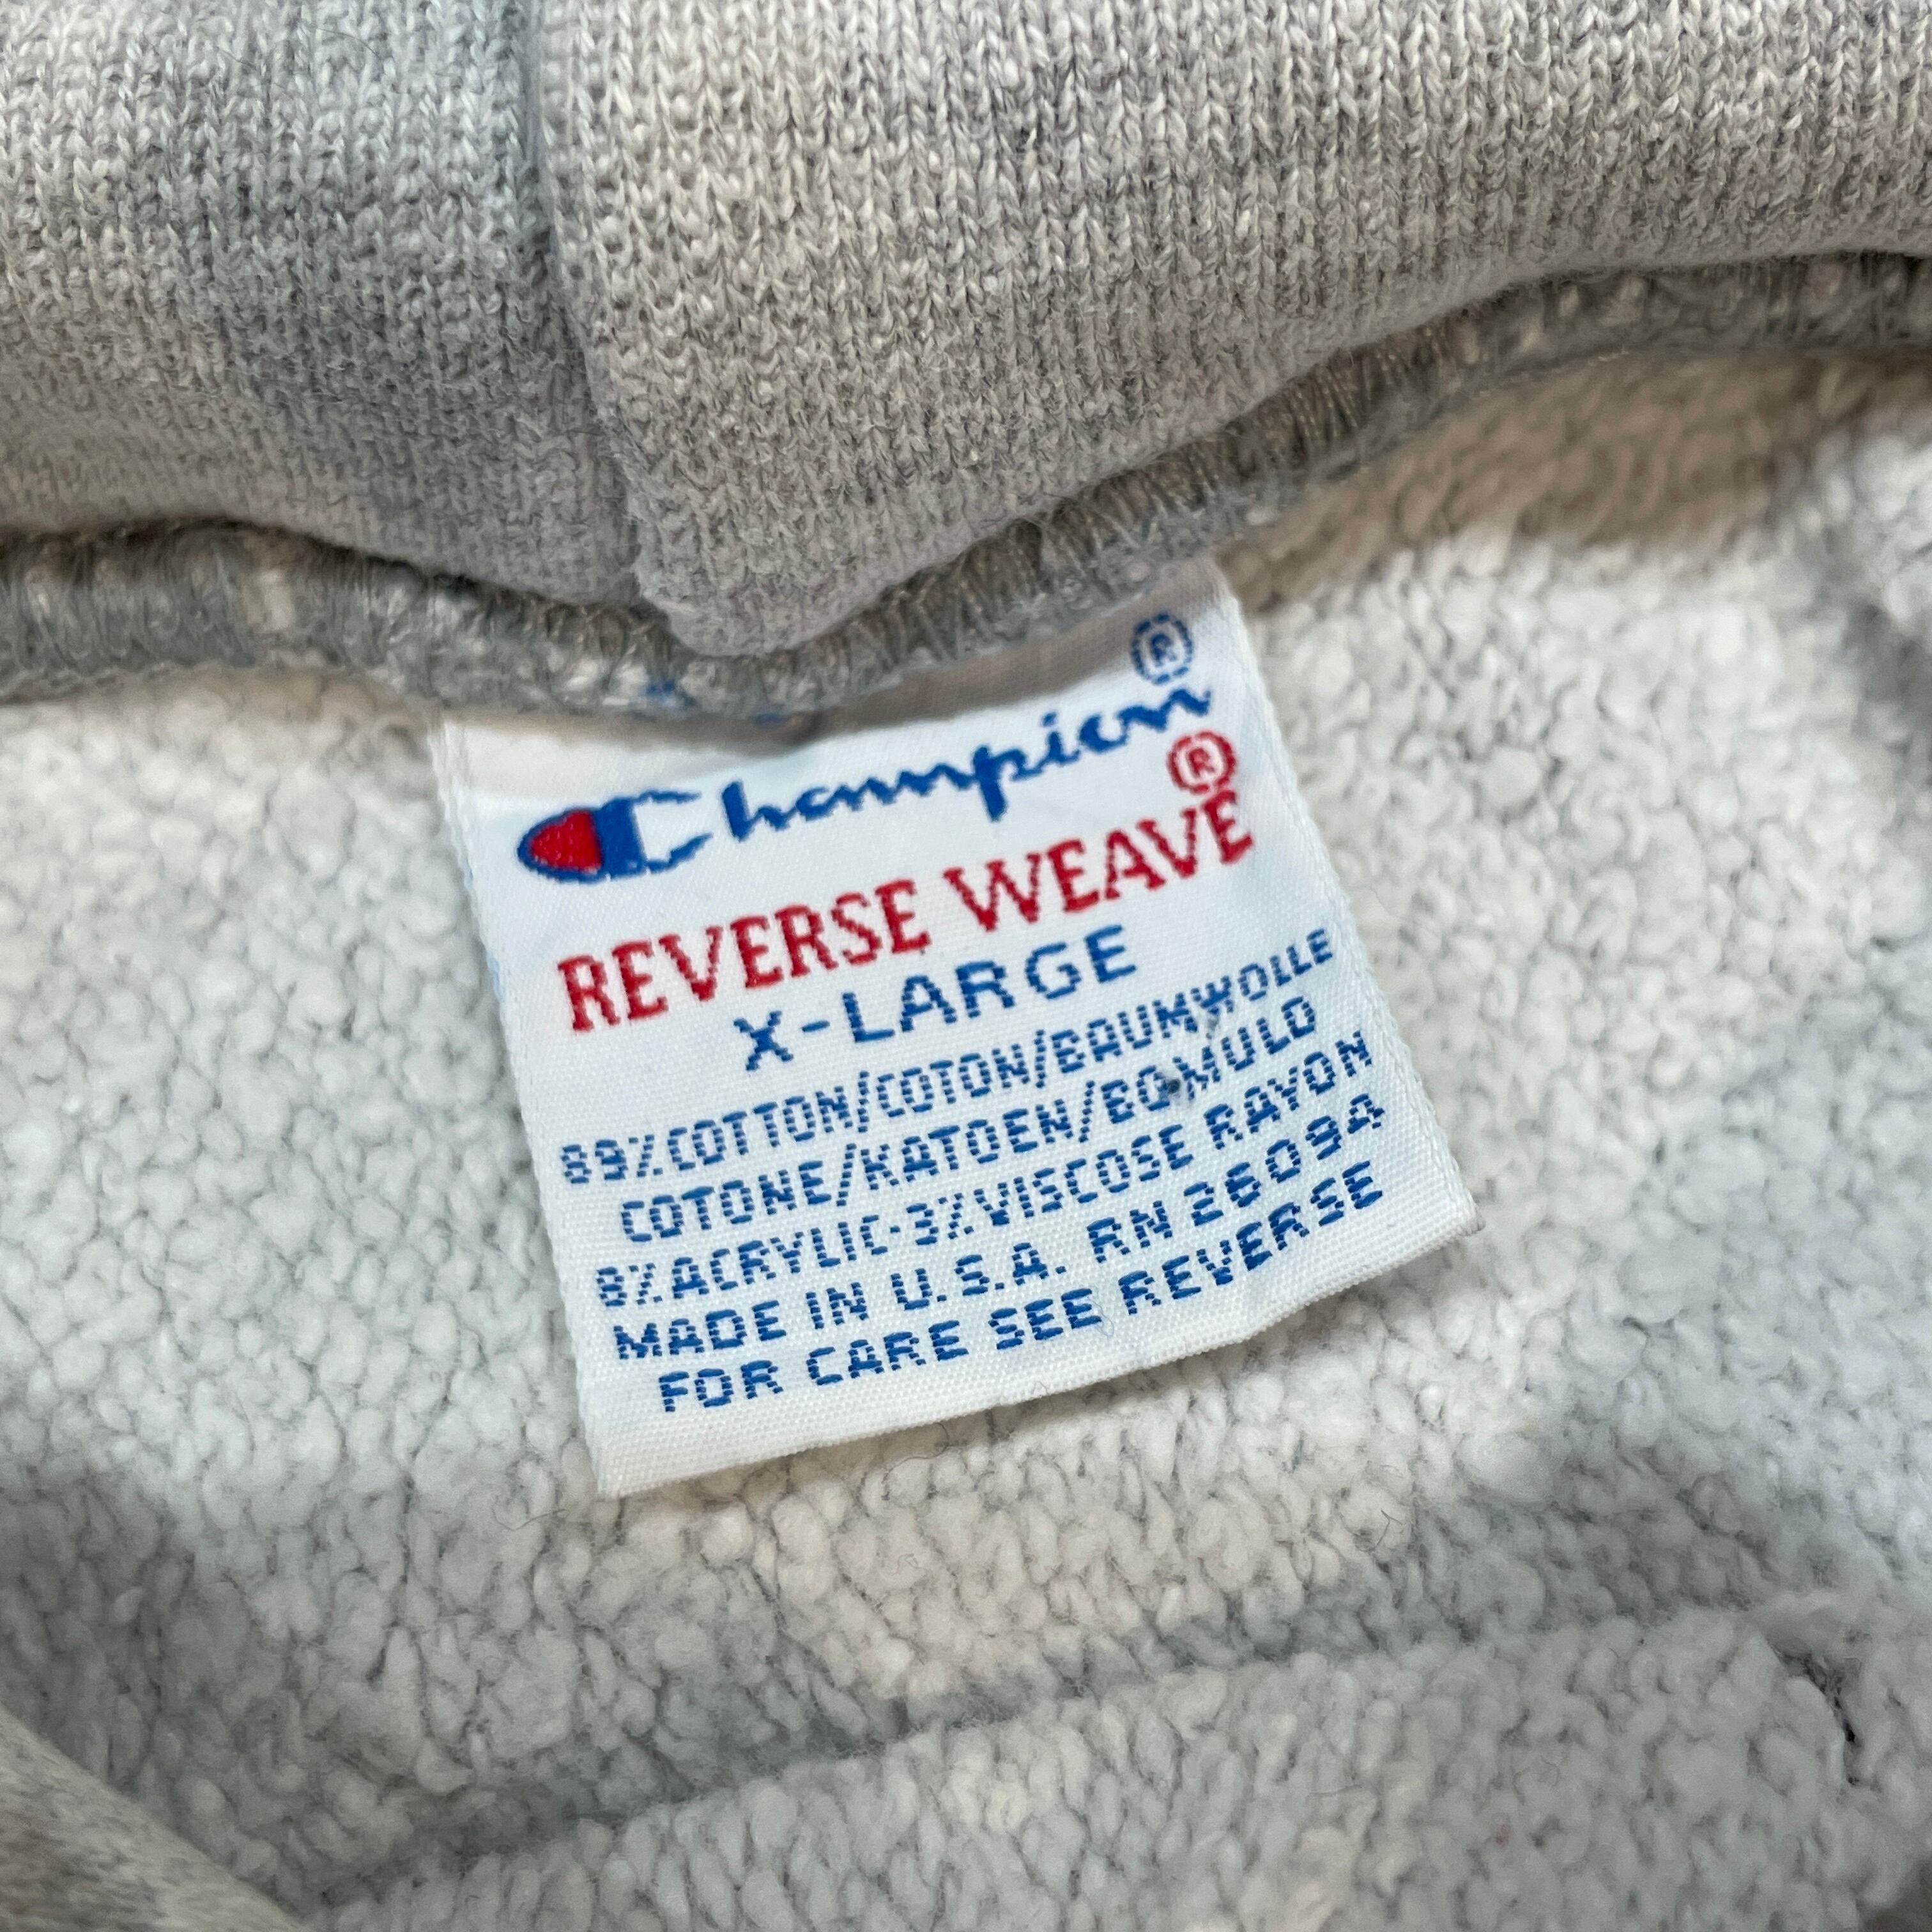 Champion®
REVERSE WEAVE®
X-LARGE
89%COTTON/COTON/BAUMWOLLE
COTONE/KATOEN/BOMULD
8%ACRYLIC·3%VISCOSE RAYON
MADE IN U.S.A. RN 26094
FOR CARE SEE REVERSE